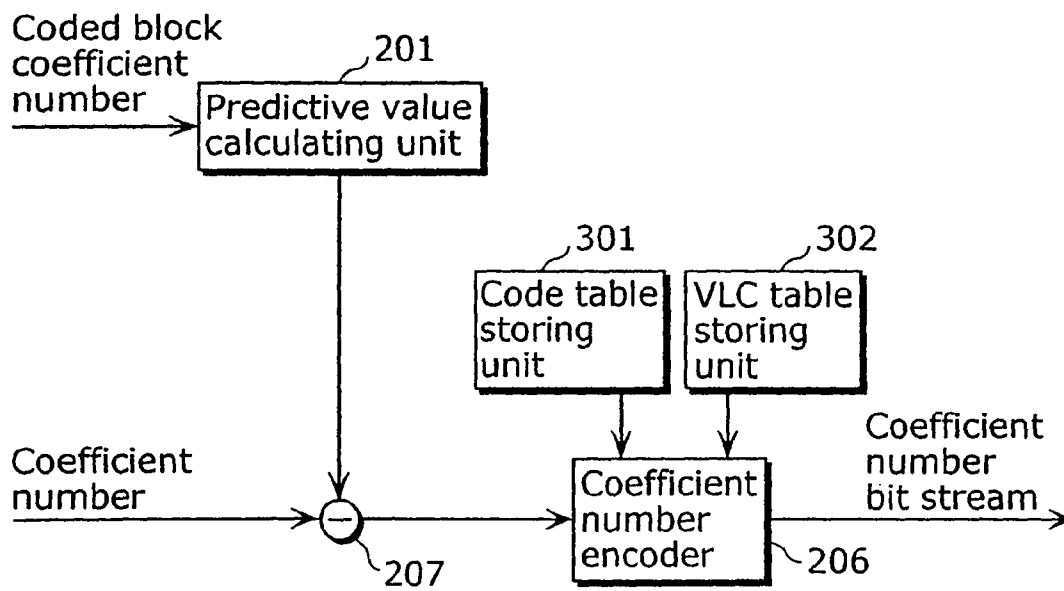 Coded block
coefficient
number
201
Predictive value
calculating unit
301
302
Code table
storing
unit
VLC table
storing
unit
Coefficient
number
207
Coefficient
number
encoder
206
Coefficient
number
bit stream